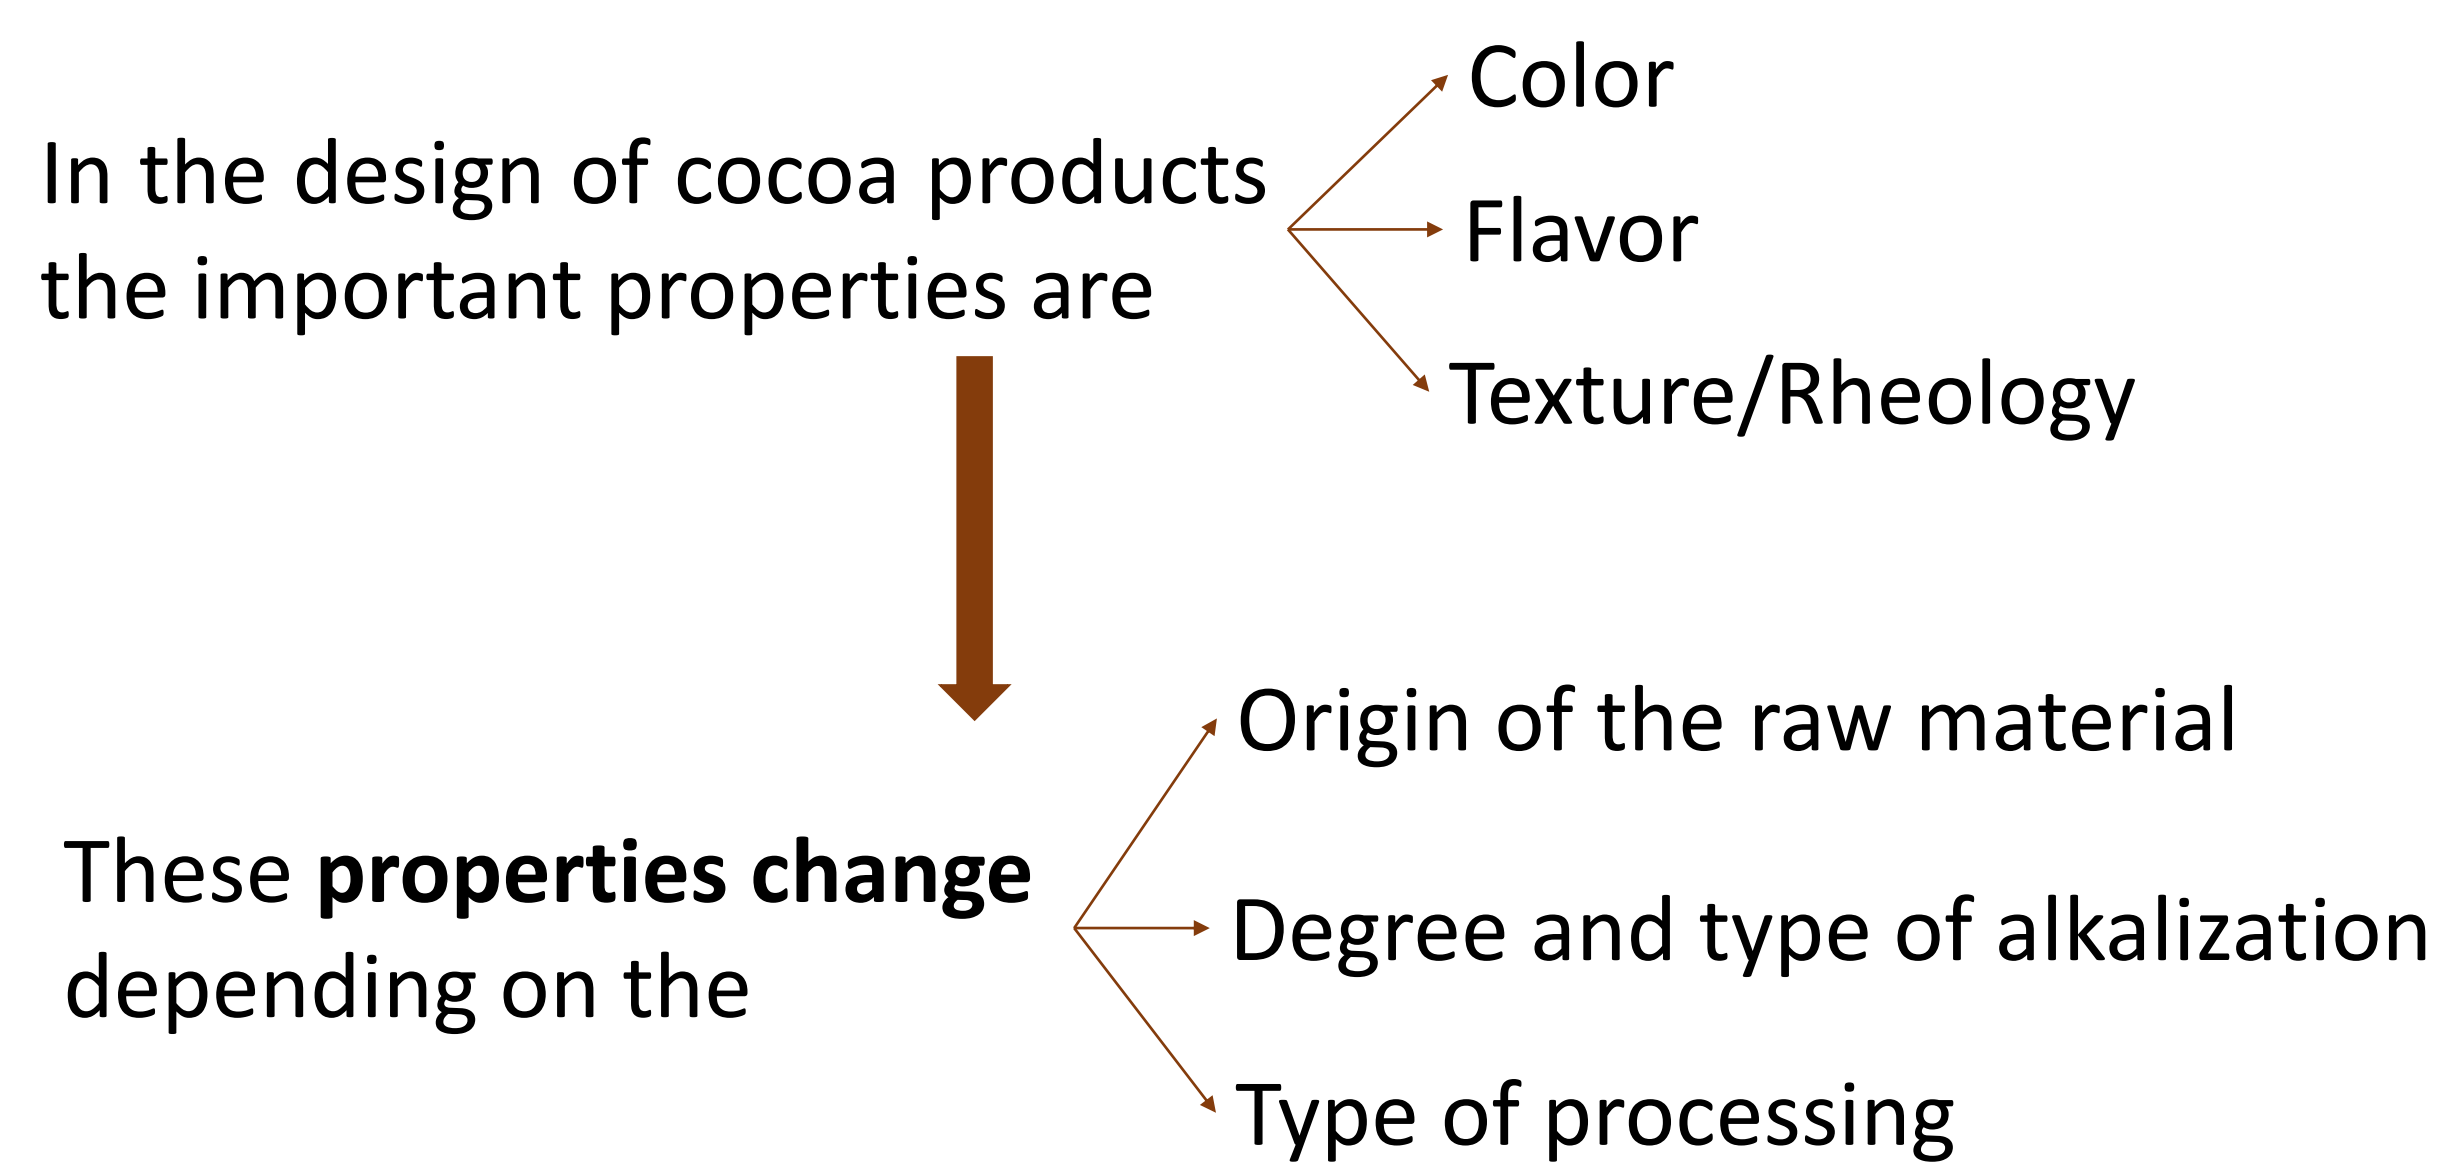 In the design of cocoa products
the important properties are
Color
Flavor
Texture/Rheology
These properties change
depending on the
Origin of the raw material
Degree and type of alkalization
Type of processing